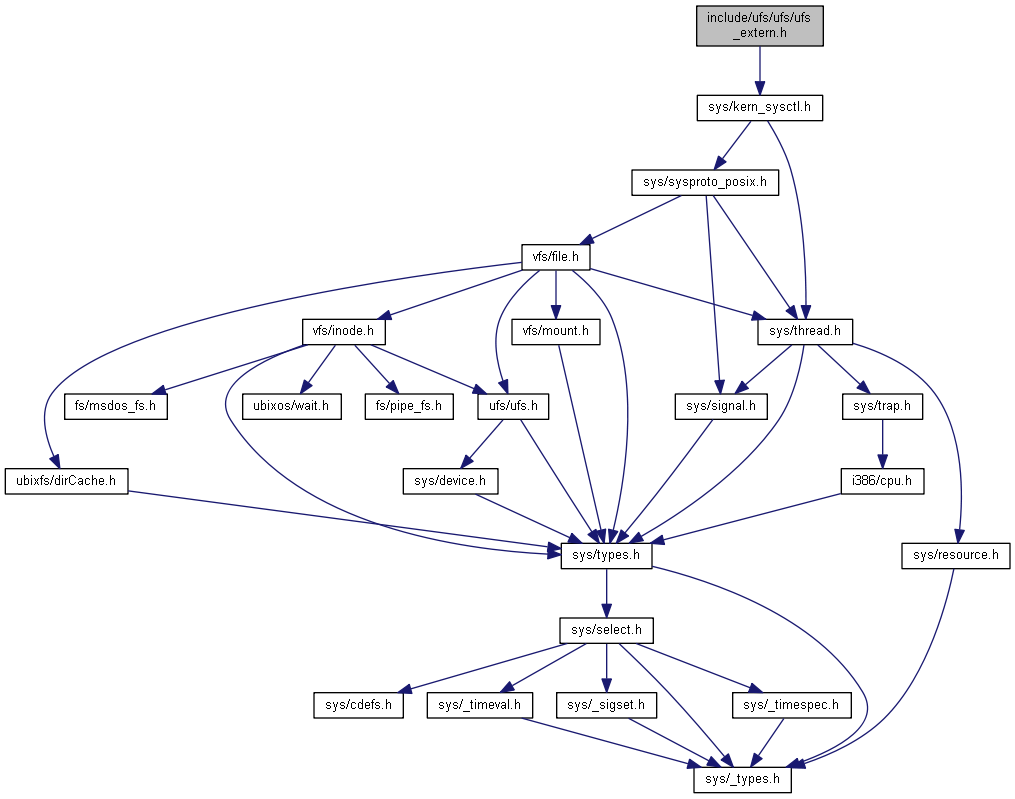 include/ufs/ufs/ufs
_extern.h
sys/kern_sysctl.h
sys/sysproto_posix.h
vfs/file.h
vfs/inode.h
vfs/mount.h
sys/thread.h
fs/msdos_fs.h
ubixos/wait.h
fs/pipe_fs.h
ufs/ufs.h
sys/signal.h
sys/trap.h
ubixfs/dirCache.h
sys/device.h
i386/cpu.h
sys/types.h
sys/resource.h
sys/select.h
sys/cdefs.h
sys/_timeval.h
sys/_sigset.h
sys/_timespec.h
sys/_types.h